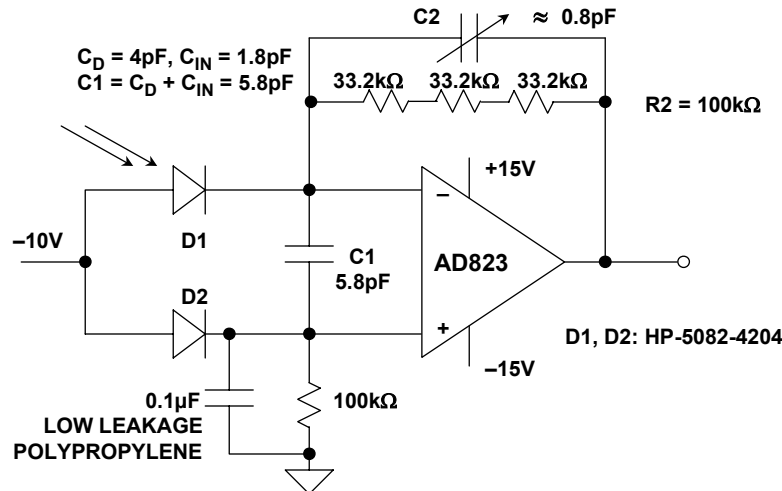 C2 ≈ 0.8pF
C_D = 4pF, C_IN = 1.8pF
C1 = C_D + C_IN = 5.8pF
33.2kΩ 33.2kΩ 33.2kΩ
R2 = 100kΩ
+15V
–
–10V
D1
C1
5.8pF
AD823
D2
+
D1, D2: HP-5082-4204
–15V
0.1µF
LOW LEAKAGE
POLYPROPYLENE
100kΩ